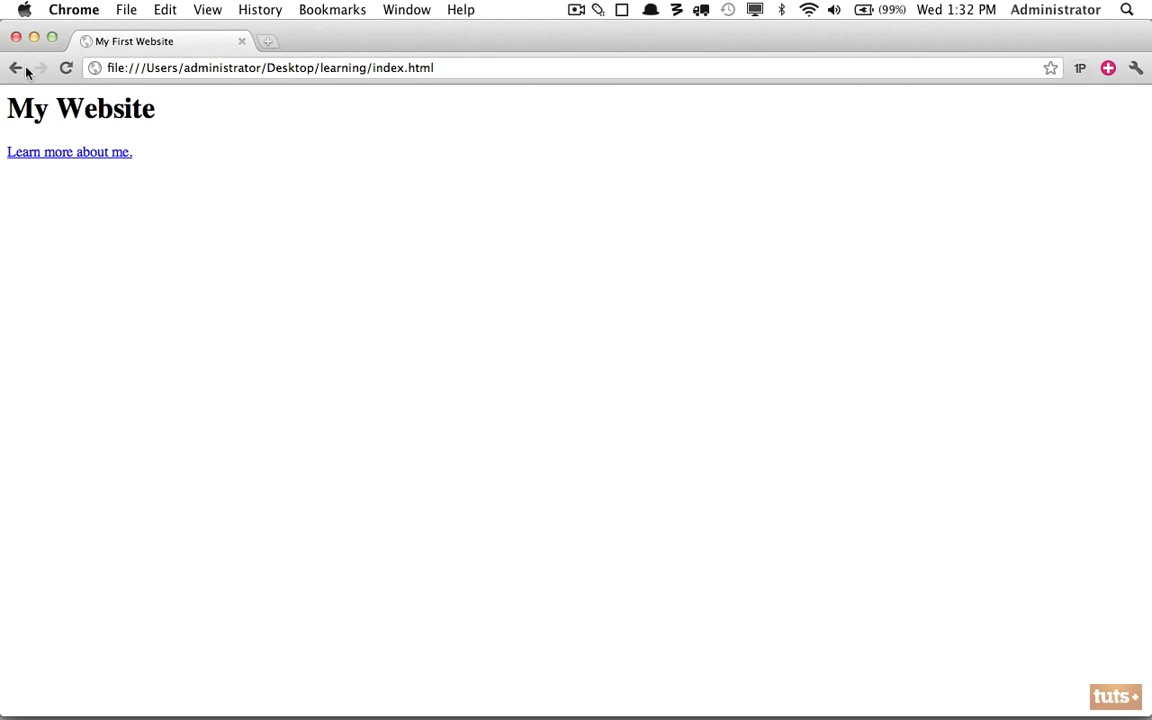 Chrome File Edit View History Bookmarks Window Help (99%) Wed 1:32 PM Administrator
My First Website
file:///Users/administrator/Desktop/learning/index.html 1P
My Website
Learn more about me.
tuts+